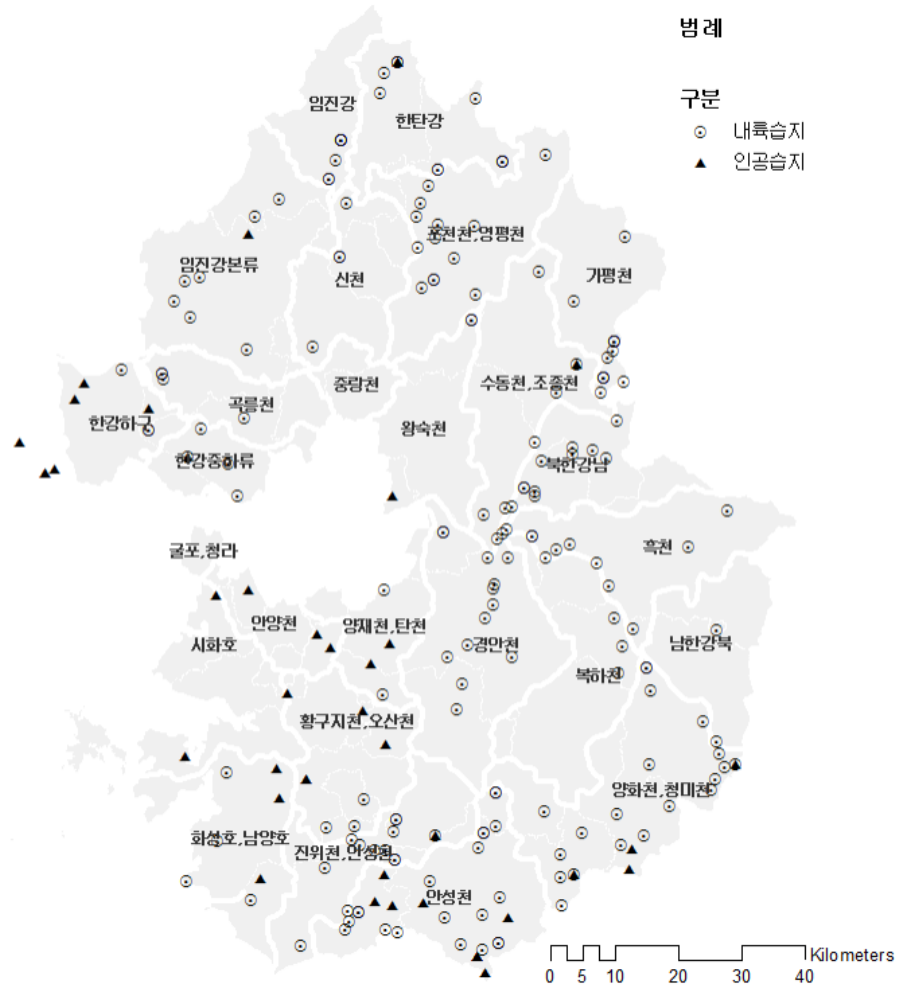 범례
구분
내륙습지
인공습지
임진강
한탄강
포천천,영평천
임진강본류
신천
가평천
중랑천
수동천,조종천
곡릉천
한강하구
왕숙천
한강중하류
북한강남
굴포,청라
흑천
안양천
양재천,탄천
시화호
경안천
남한강북
복하천
황구지천,오산천
양화천,청미천
화성호,남양호
진위천,안성천
안성천
Kilometers
0 5 10 20 30 40